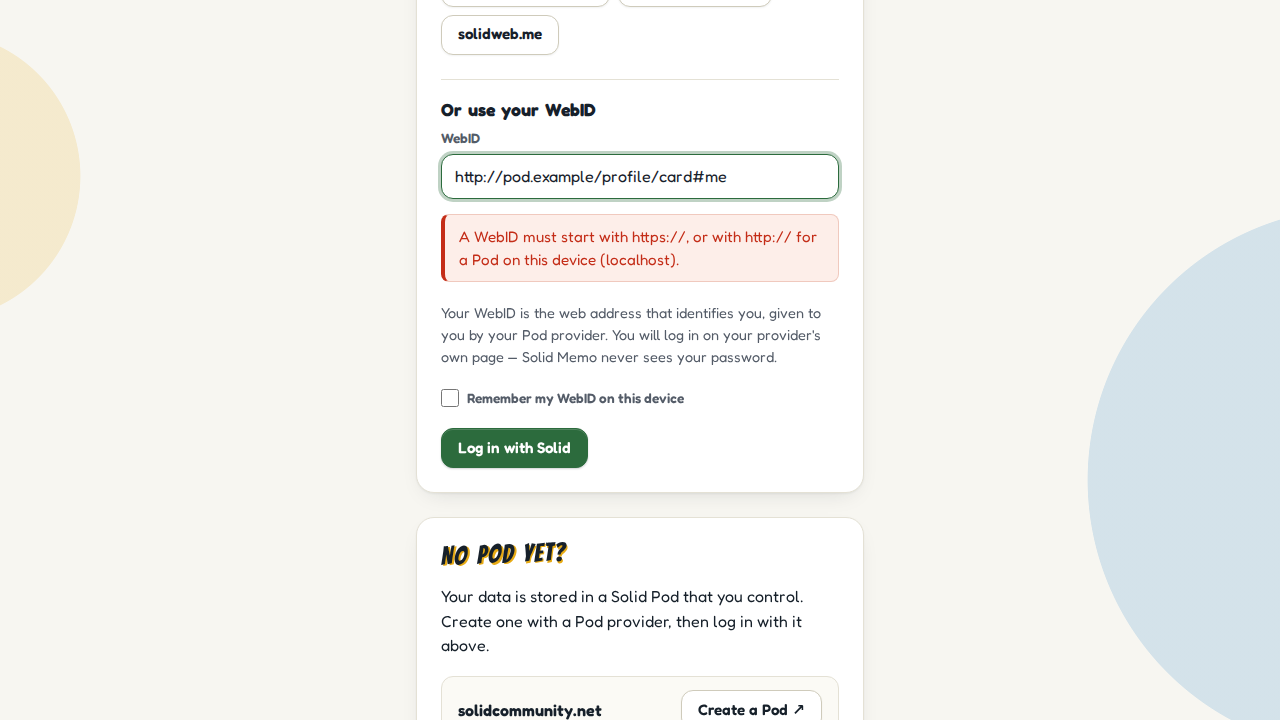 solidweb.me
Or use your WebID
WebID
http://pod.example/profile/card#me
A WebID must start with https://, or with http:// for
a Pod on this device (localhost).
Your WebID is the web address that identifies you, given to
you by your Pod provider. You will log in on your provider's
own page — Solid Memo never sees your password.
Remember my WebID on this device
Log in with Solid
NO POD YET?
Your data is stored in a Solid Pod that you control.
Create one with a Pod provider, then log in with it
above.
solidcommunity.net
Create a Pod ↗